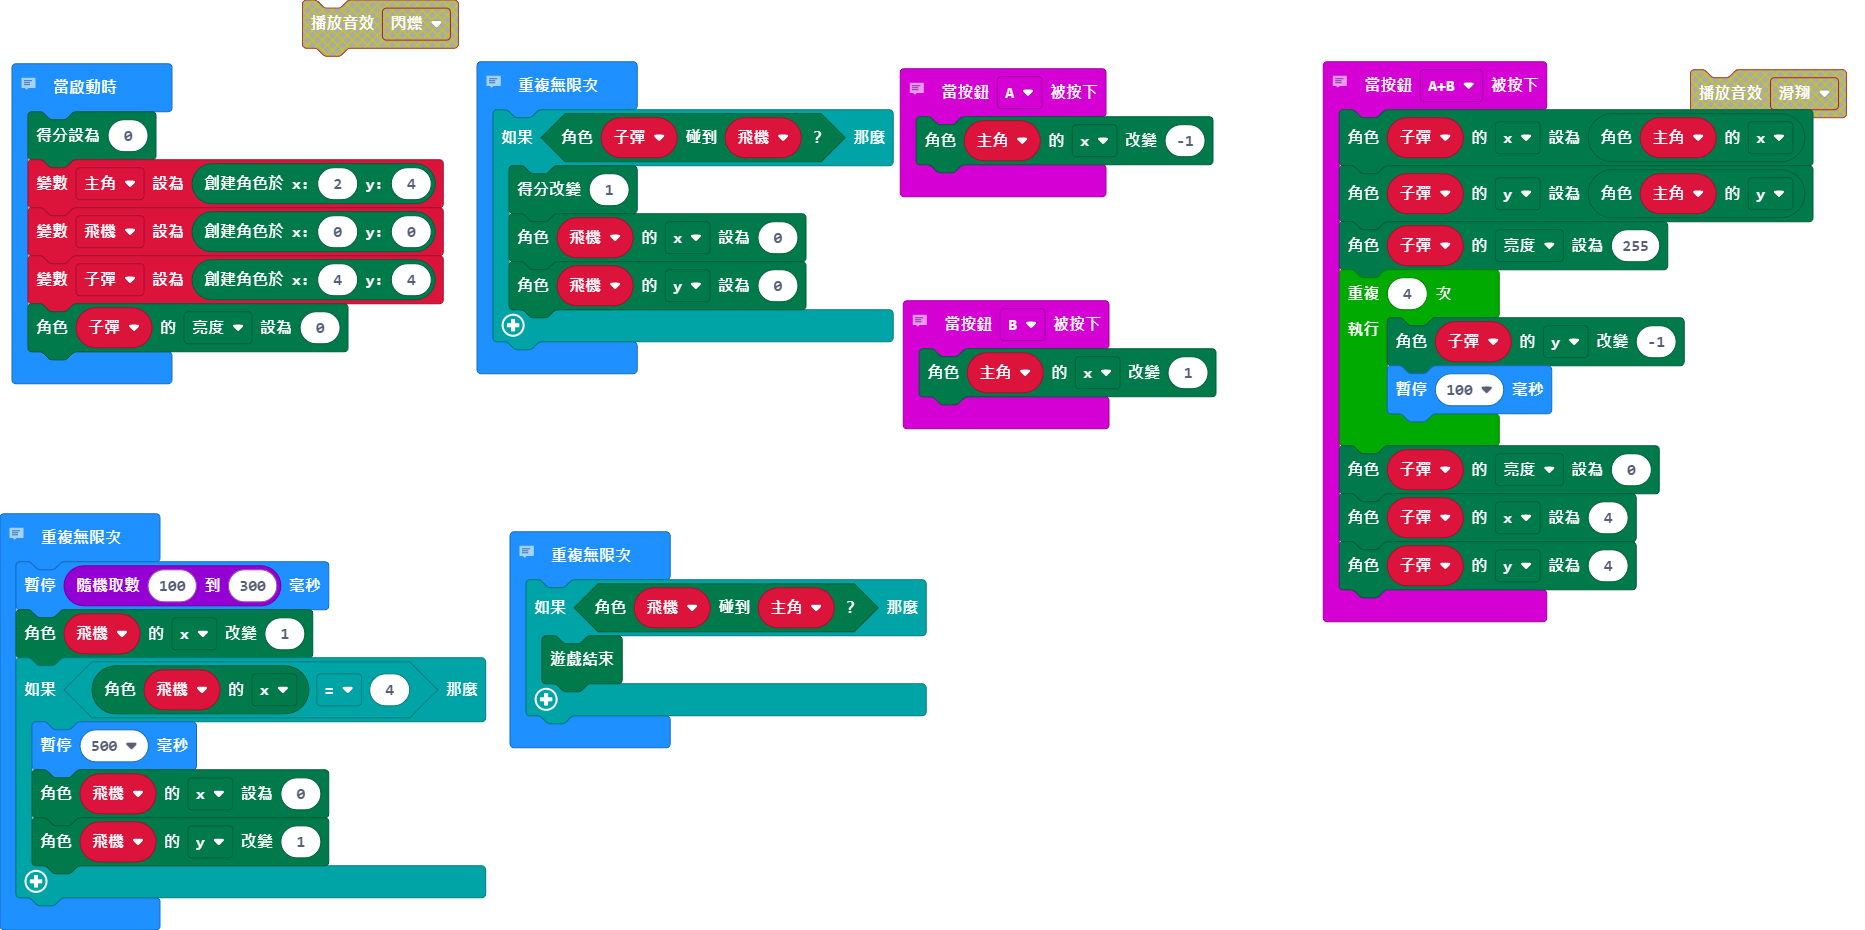 播放音效 閃爍
當啟動時
得分設為 0
變數 主角 設為 創建角色於 x: 2 y: 4
變數 飛機 設為 創建角色於 x: 0 y: 0
變數 子彈 設為 創建角色於 x: 4 y: 4
角色 子彈 的 亮度 設為 0
重複無限次
如果 角色 子彈 碰到 飛機 ? 那麼
得分改變 1
角色 飛機 的 x 設為 0
角色 飛機 的 y 設為 0
當按鈕 A 被按下
角色 主角 的 x 改變 -1
當按鈕 B 被按下
角色 主角 的 x 改變 1
當按鈕 A+B 被按下
播放音效 滑翔
角色 子彈 的 x 設為 角色 主角 的 x
角色 子彈 的 y 設為 角色 主角 的 y
角色 子彈 的 亮度 設為 255
重複 4 次
執行
角色 子彈 的 y 改變 -1
暫停 100 毫秒
角色 子彈 的 亮度 設為 0
角色 子彈 的 x 設為 4
角色 子彈 的 y 設為 4
重複無限次
暫停 隨機取數 100 到 300 毫秒
角色 飛機 的 x 改變 1
如果 角色 飛機 的 x = 4 那麼
暫停 500 毫秒
角色 飛機 的 x 設為 0
角色 飛機 的 y 改變 1
重複無限次
如果 角色 飛機 碰到 主角 ? 那麼
遊戲結束